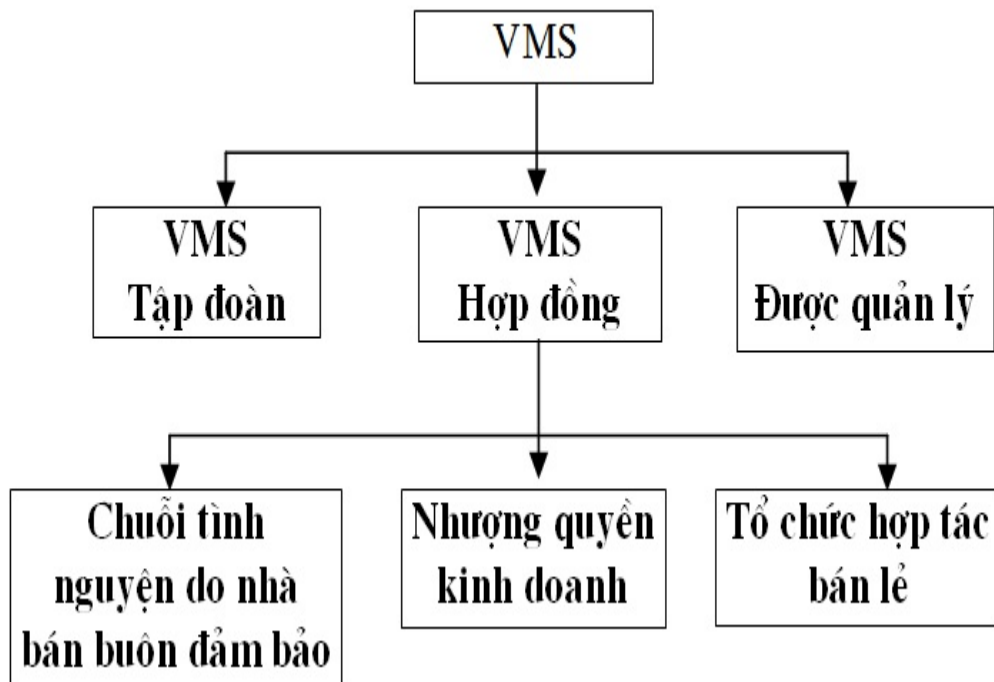 VMS
VMS
Tập đoàn
VMS
Hợp đồng
VMS
Được quản lý
Chuỗi tình
nguyện do nhà
bán buôn đảm bảo
Nhượng quyền
kinh doanh
Tổ chức hợp tác
bán lẻ